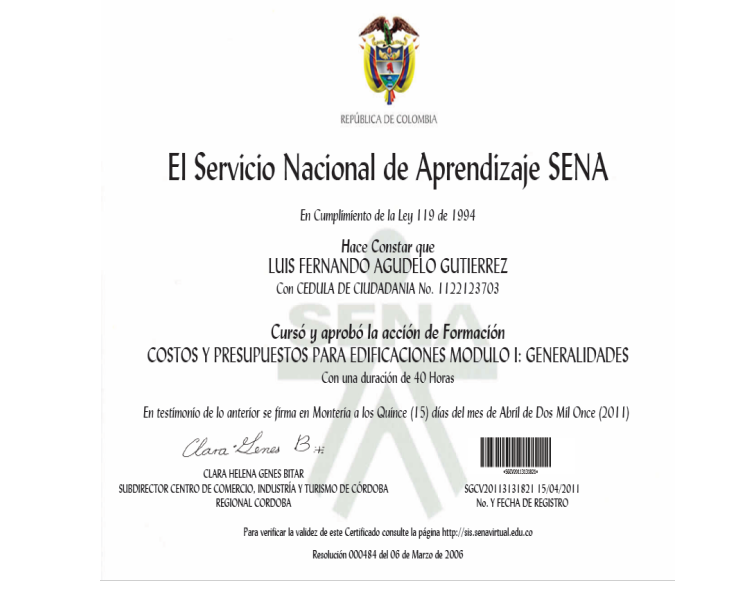 REPÚBLICA DE COLOMBIA
El Servicio Nacional de Aprendizaje SENA
En Cumplimiento de la Ley 119 de 1994
Hace Constar que
LUIS FERNANDO AGUDELO GUTIERREZ
Con CEDULA DE CIUDADANIA No. 1122123703
SENA
Cursó y aprobó la acción de Formación
COSTOS Y PRESUPUESTOS PARA EDIFICACIONES MODULO I: GENERALIDADES
Con una duración de 40 Horas
En testimonio de lo anterior se firma en Montería a los Quince (15) días del mes de Abril de Dos Mil Once (2011)
Clara Genes B
CLARA HELENA GENES BITAR
SUBDIRECTOR CENTRO DE COMERCIO, INDUSTRIA Y TURISMO DE CÓRDOBA
REGIONAL CORDOBA
*SGCV20113131821*
SGCV20113131821 15/04/2011
No. Y FECHA DE REGISTRO
Para verificar la validez de este Certificado consulte la página http://sis.senavirtual.edu.co
Resolución 000484 del 06 de Marzo de 2006